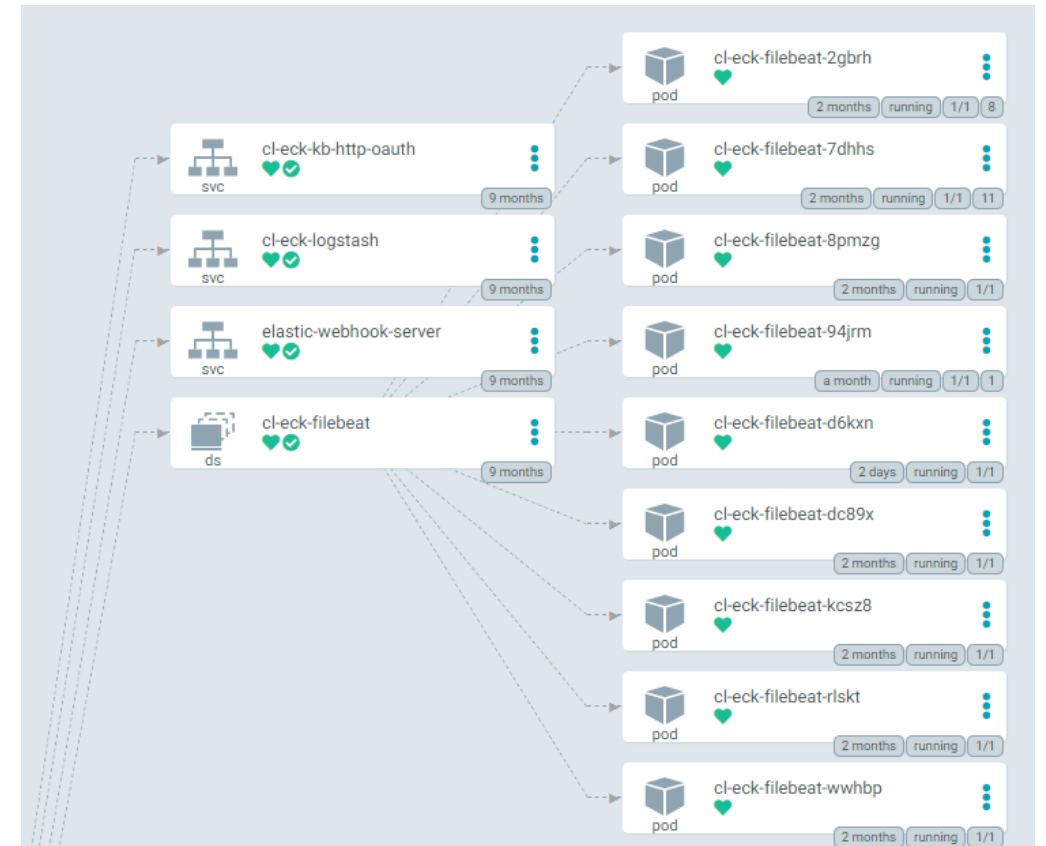 cl-eck-kb-http-oauth
svc
9 months
cl-eck-logstash
svc
9 months
elastic-webhook-server
svc
9 months
cl-eck-filebeat
ds
9 months
cl-eck-filebeat-2gbrh
pod
2 months running 1/1 8
cl-eck-filebeat-7dhhs
pod
2 months running 1/1 11
cl-eck-filebeat-8pmzg
pod
2 months running 1/1
cl-eck-filebeat-94jrm
pod
a month running 1/1 1
cl-eck-filebeat-d6kxn
pod
2 days running 1/1
cl-eck-filebeat-dc89x
pod
2 months running 1/1
cl-eck-filebeat-kcsz8
pod
2 months running 1/1
cl-eck-filebeat-rlskt
pod
2 months running 1/1
cl-eck-filebeat-wwhbp
pod
2 months running 1/1